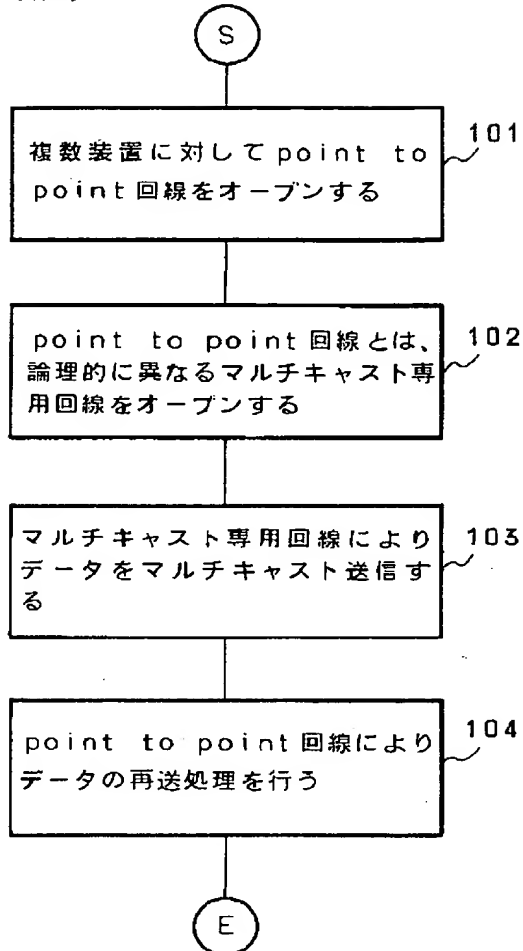 S
複数装置に対してpoint to
point回線をオープンする
101
point to point回線とは、
論理的に異なるマルチキャスト専
用回線をオープンする
102
マルチキャスト専用回線により
データをマルチキャスト送信す
る
103
point to point回線により
データの再送処理を行う
104
E